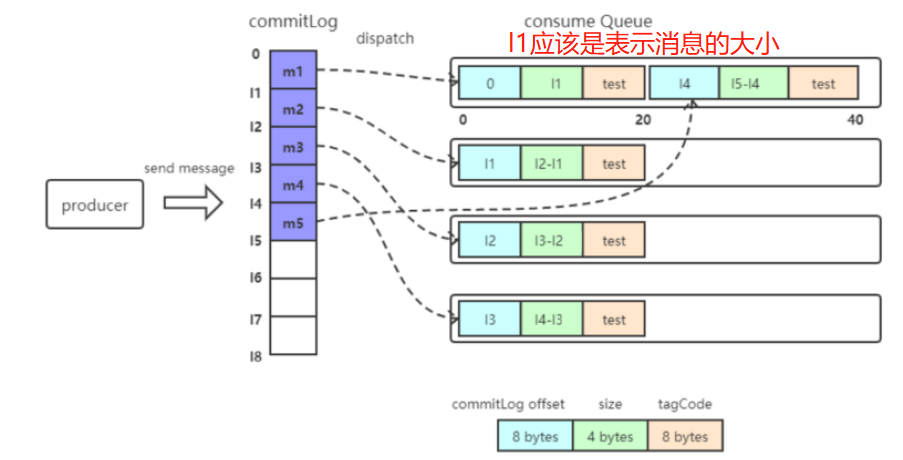 commitLog
consume Queue
dispatch
l1应该是表示消息的大小
0
m1
0
l1
test
l4
l5-l4
test
l1
m2
0
20
40
l2
m3
l1
l2-l1
test
send message
l3
m4
producer
l4
m5
l2
l3-l2
test
l5
l6
l3
l4-l3
test
l7
l8
commitLog offset
size
tagCode
8 bytes
4 bytes
8 bytes